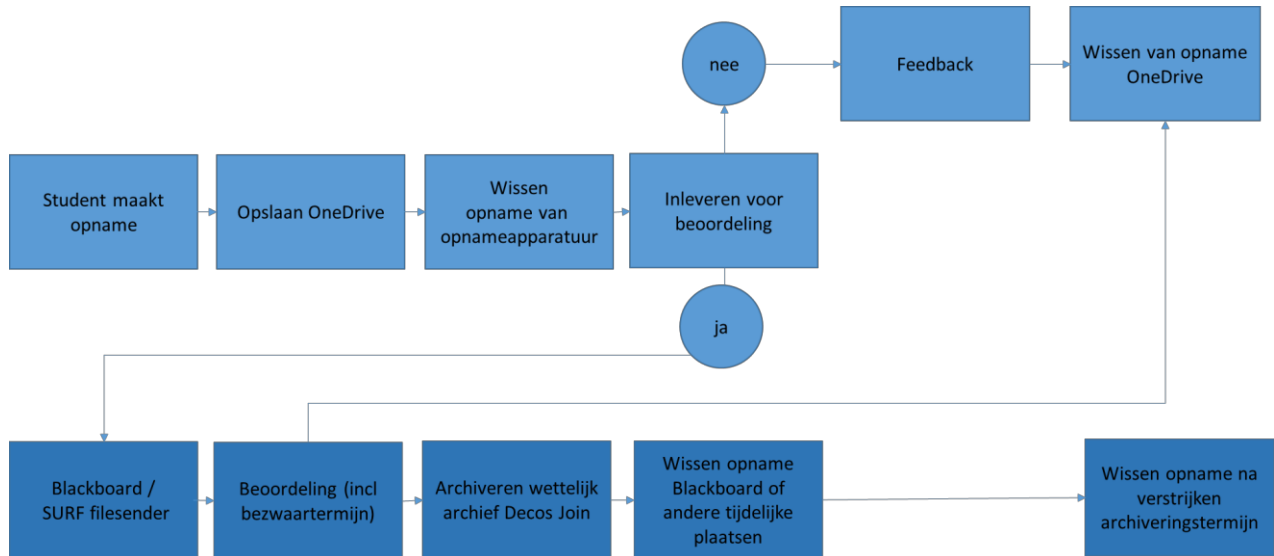 nee
Feedback
Wissen van opname
OneDrive
Student maakt
opname
Opslaan OneDrive
Wissen
opname van
opnameapparatuur
Inleveren voor
beoordeling
ja
Blackboard /
SURF filesender
Beoordeling (incl
bezwaartermijn)
Archiveren wettelijk
archief Decos Join
Wissen opname
Blackboard of
andere tijdelijke
plaatsen
Wissen opname na
verstrijken
archiveringstermijn